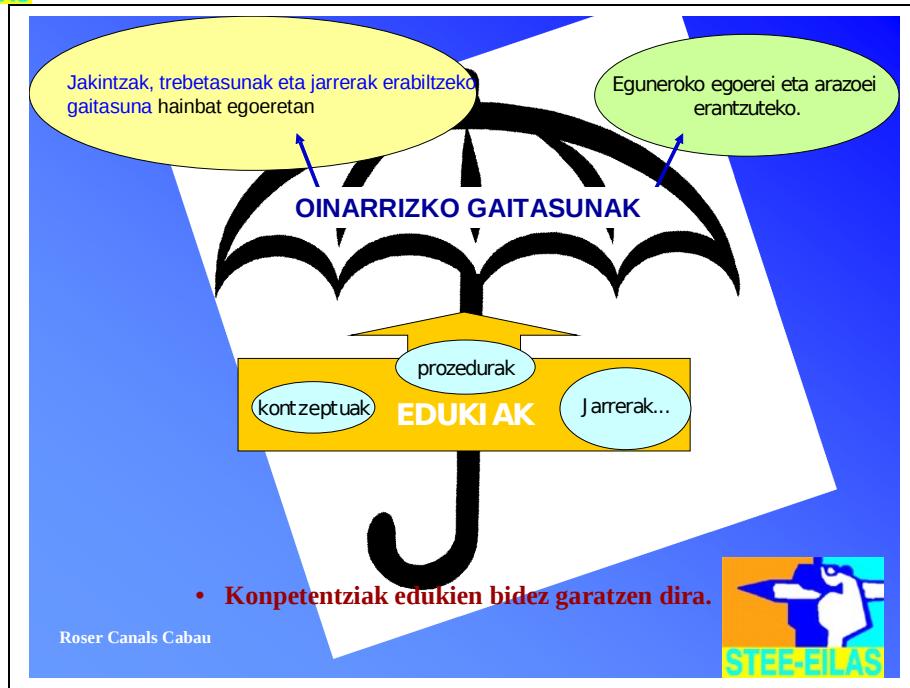 Jakintzak, trebetasunak eta jarrerak erabiltzeko
gaitasuna hainbat egoeretan
Eguneroko egoerei eta arazoei
erantzuteko.
OINARRIZKO GAITASUNAK
prozedurak
kontzeptuak
EDUKIAK
Jarrerak...
• Konpetentziak edukien bidez garatzen dira.
Roser Canals Cabau
STEE-EILAS